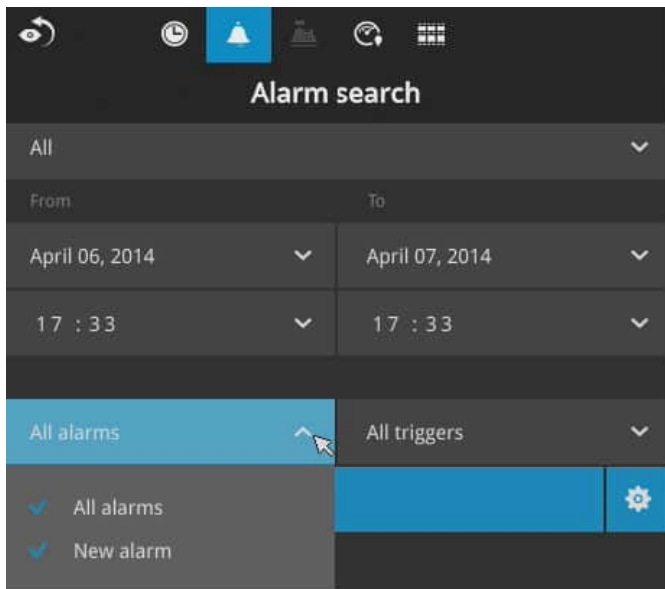 Alarm search
All
From To
April 06, 2014 April 07, 2014
17 : 33 17 : 33
All alarms All triggers
All alarms
New alarm